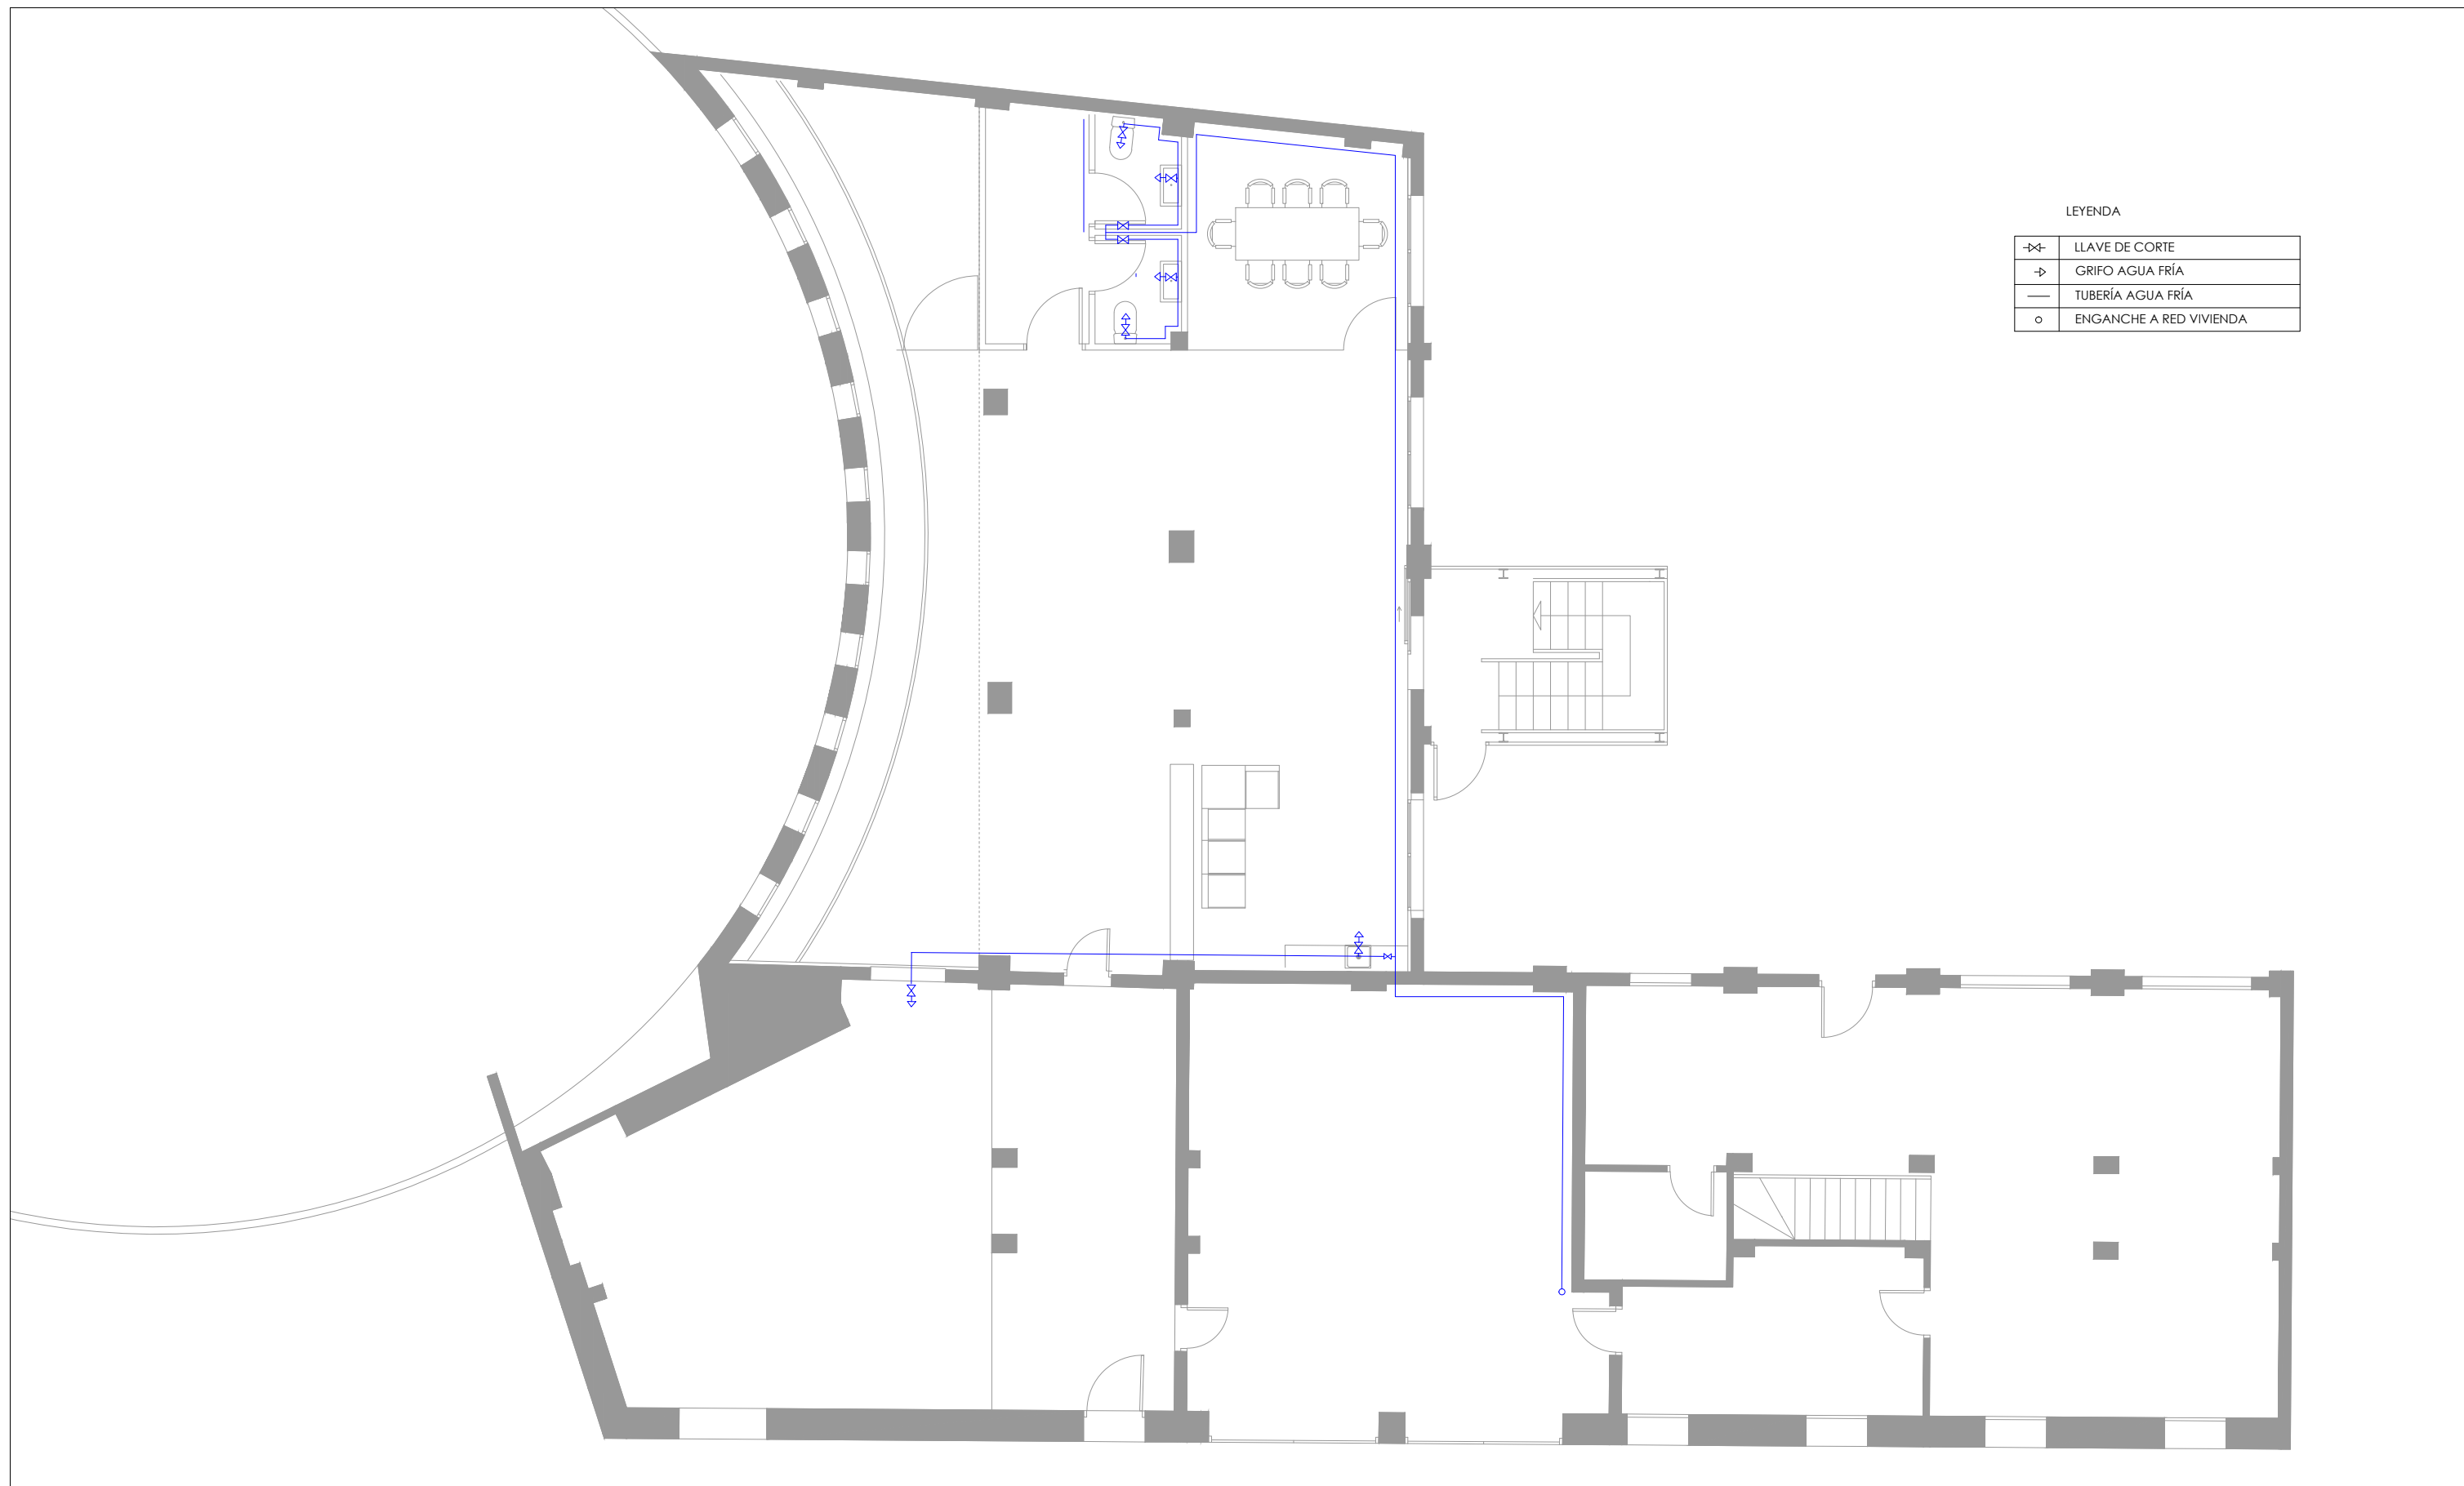 LEYENDA
LLAVE DE CORTE
GRIFO AGUA FRÍA
TUBERÍA AGUA FRÍA
ENGANCHE A RED VIVIENDA